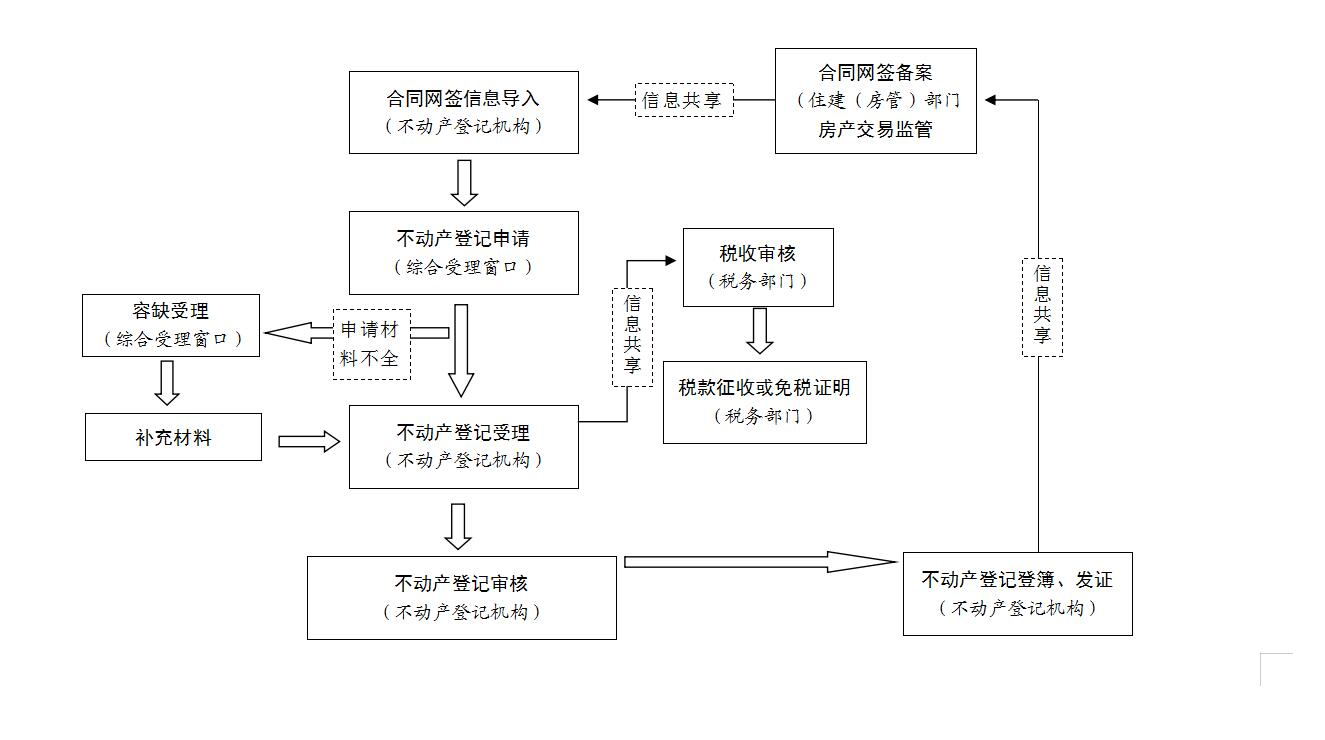 合同网签备案
（住建（房管）部门
房产交易监管
信息共享
合同网签信息导入
（不动产登记机构）
不动产登记申请
（综合受理窗口）
税收审核
（税务部门）
信息共享
信息共享
容缺受理
（综合受理窗口）
申请材
料不全
税款征收或免税证明
（税务部门）
补充材料
不动产登记受理
（不动产登记机构）
不动产登记审核
（不动产登记机构）
不动产登记登簿、发证
（不动产登记机构）